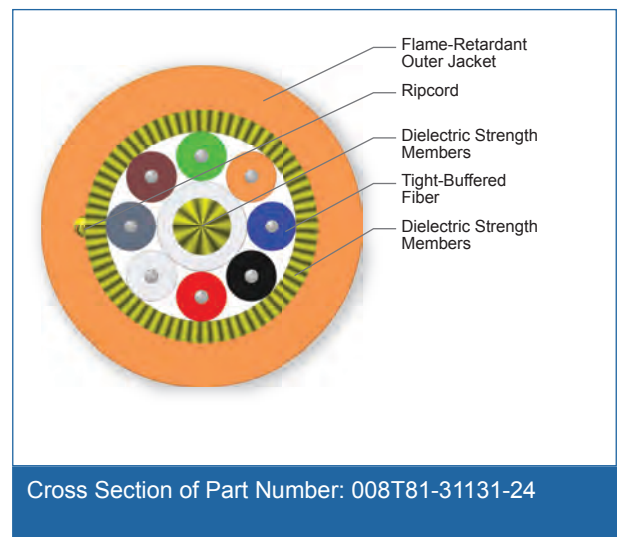 Flame-Retardant
Outer Jacket
Ripcord
Dielectric Strength
Members
Tight-Buffered
Fiber
Dielectric Strength
Members
Cross Section of Part Number: 008T81-31131-24